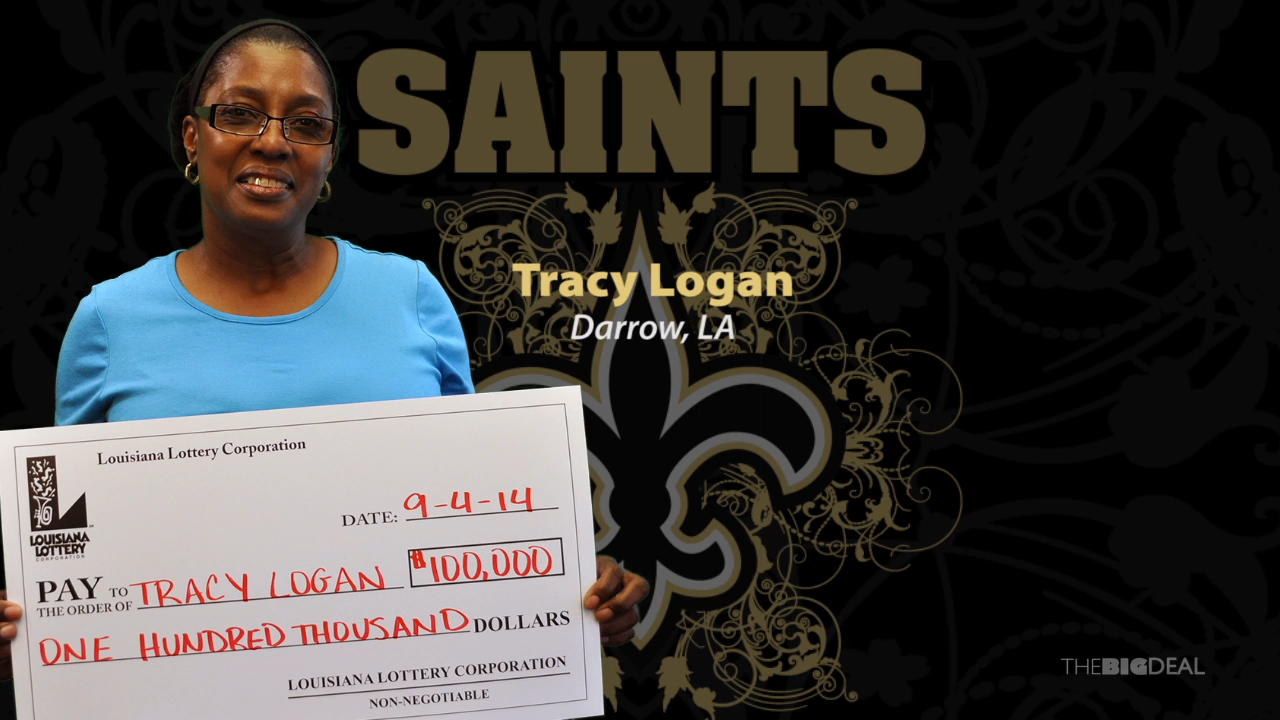 SAINTS
Tracy Logan
Darrow, LA
Louisiana Lottery Corporation
LOUISIANA
LOTTERY
CORPORATION
DATE: 9-4-14
PAY TO
THE ORDER OF TRACY LOGAN $100,000
ONE HUNDRED THOUSAND DOLLARS
LOUISIANA LOTTERY CORPORATION
NON-NEGOTIABLE
THEBIGDEAL